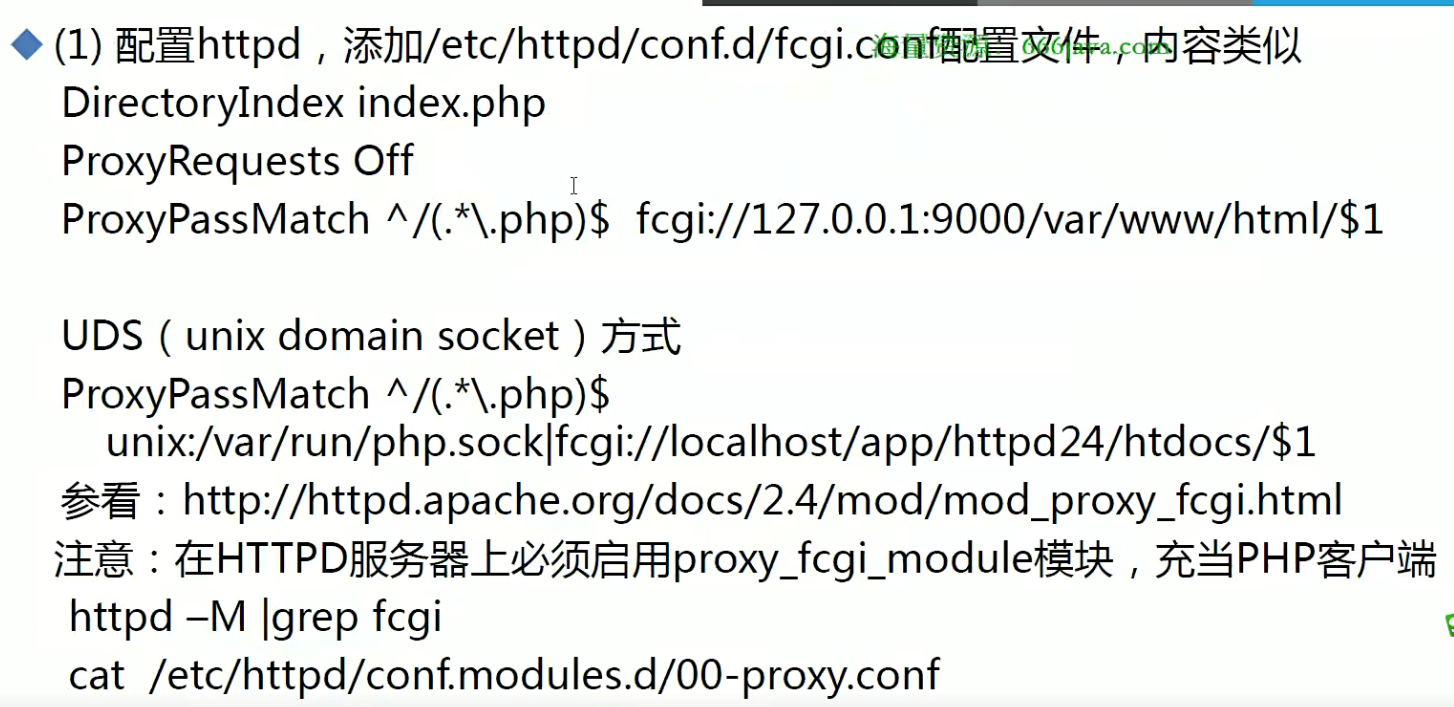 (1) 配置httpd，添加/etc/httpd/conf.d/fcgi.conf配置文件，内容类似
海量资源 666java.com
DirectoryIndex index.php
ProxyRequests Off
ProxyPassMatch ^/(.*\.php)$ fcgi://127.0.0.1:9000/var/www/html/$1
UDS（unix domain socket）方式
ProxyPassMatch ^/(.*\.php)$
unix:/var/run/php.sock|fcgi://localhost/app/httpd24/htdocs/$1
参看：http://httpd.apache.org/docs/2.4/mod/mod_proxy_fcgi.html
注意：在HTTPD服务器上必须启用proxy_fcgi_module模块，充当PHP客户端
httpd –M |grep fcgi
cat /etc/httpd/conf.modules.d/00-proxy.conf